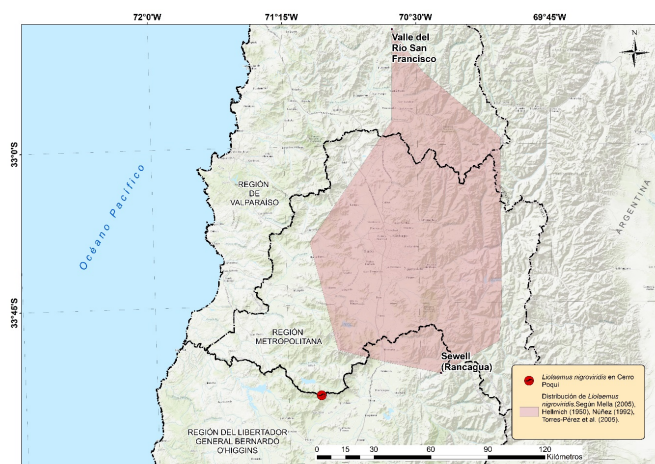 72°0'W
71°15'W
70°30'W
69°45'W
Valle del
Río San
Francisco
N
33°0'S
33°45'S
Océano Pacífico
REGIÓN
DE
VALPARAÍSO
ARGENTINA
REGIÓN
METROPOLITANA
Sewell
(Rancagua)
REGIÓN DEL LIBERTADOR
GENERAL BERNARDO
O'HIGGINS
Liolaemus nigroviridis en Cerro
Poqui
Distribución de Liolaemus
nigroviridis.Según Mella (2005),
Hellmich (1950), Núñez (1992),
Torres-Pérez et al. (2005).
0 15 30 60 90 120
Kilómetros